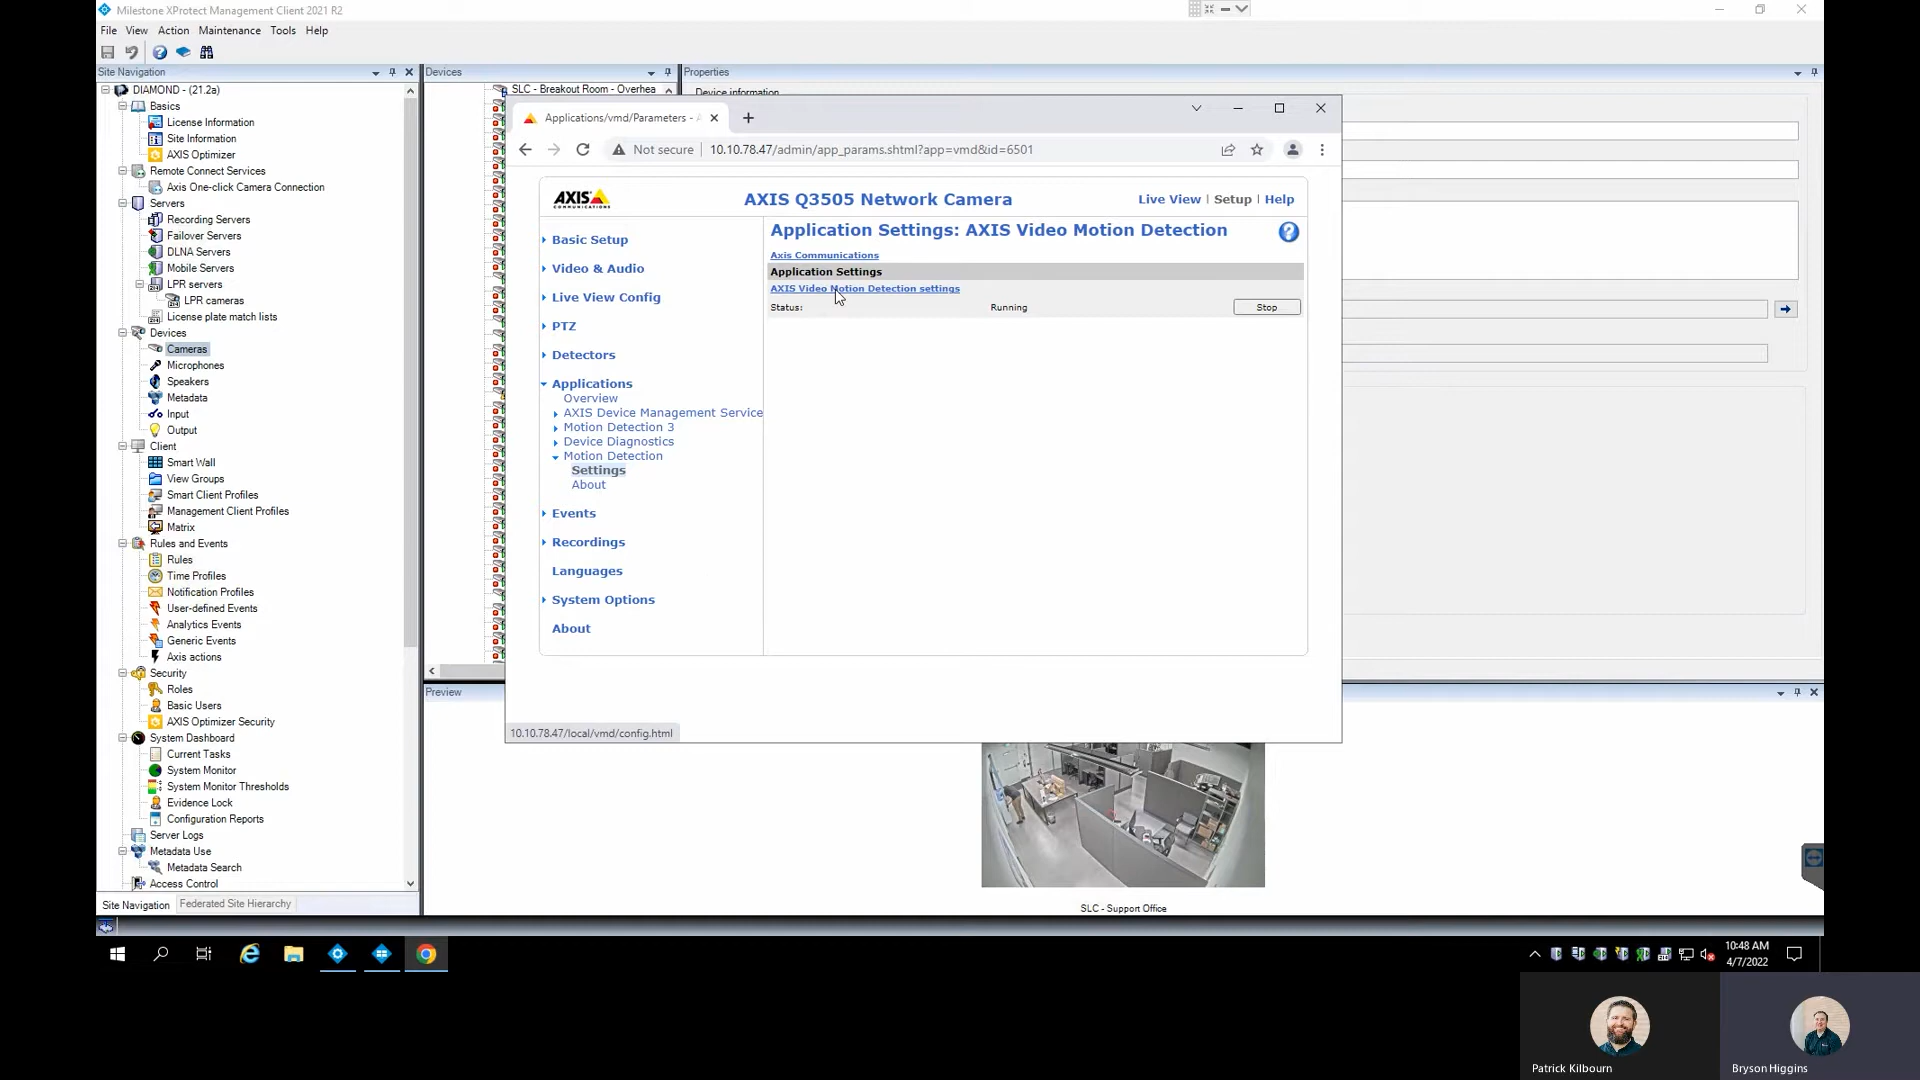 Milestone XProtect Management Client 2021 R2
File View Action Maintenance Tools Help
Site Navigation
DIAMOND - (21.2a)
Basics
License Information
Site Information
AXIS Optimizer
Remote Connect Services
Axis One-click Camera Connection
Servers
Recording Servers
Failover Servers
DLNA Servers
Mobile Servers
LPR servers
LPR cameras
License plate match lists
Devices
Cameras
Microphones
Speakers
Metadata
Input
Output
Client
Smart Wall
View Groups
Smart Client Profiles
Management Client Profiles
Matrix
Rules and Events
Rules
Time Profiles
Notification Profiles
User-defined Events
Analytics Events
Generic Events
Axis actions
Security
Roles
Basic Users
AXIS Optimizer Security
System Dashboard
Current Tasks
System Monitor
System Monitor Thresholds
Evidence Lock
Configuration Reports
Server Logs
Metadata Use
Metadata Search
Access Control
Site Navigation Federated Site Hierarchy
Devices
SLC - Breakout Room - Overhea
Properties
Device information
Applications/vmd/Parameters -
Not secure 10.10.78.47/admin/app_params.shtml?app=vmd&id=6501
AXIS
COMMUNICATIONS
AXIS Q3505 Network Camera
Live View | Setup | Help
Basic Setup
Video & Audio
Live View Config
PTZ
Detectors
Applications
Overview
AXIS Device Management Service
Motion Detection 3
Device Diagnostics
Motion Detection
Settings
About
Events
Recordings
Languages
System Options
About
Application Settings: AXIS Video Motion Detection
?
Axis Communications
Application Settings
AXIS Video Motion Detection settings
Status: Running Stop
10.10.78.47/local/vmd/config.html
Preview
SLC - Support Office
10:48 AM
4/7/2022
Patrick Kilbourn
Bryson Higgins